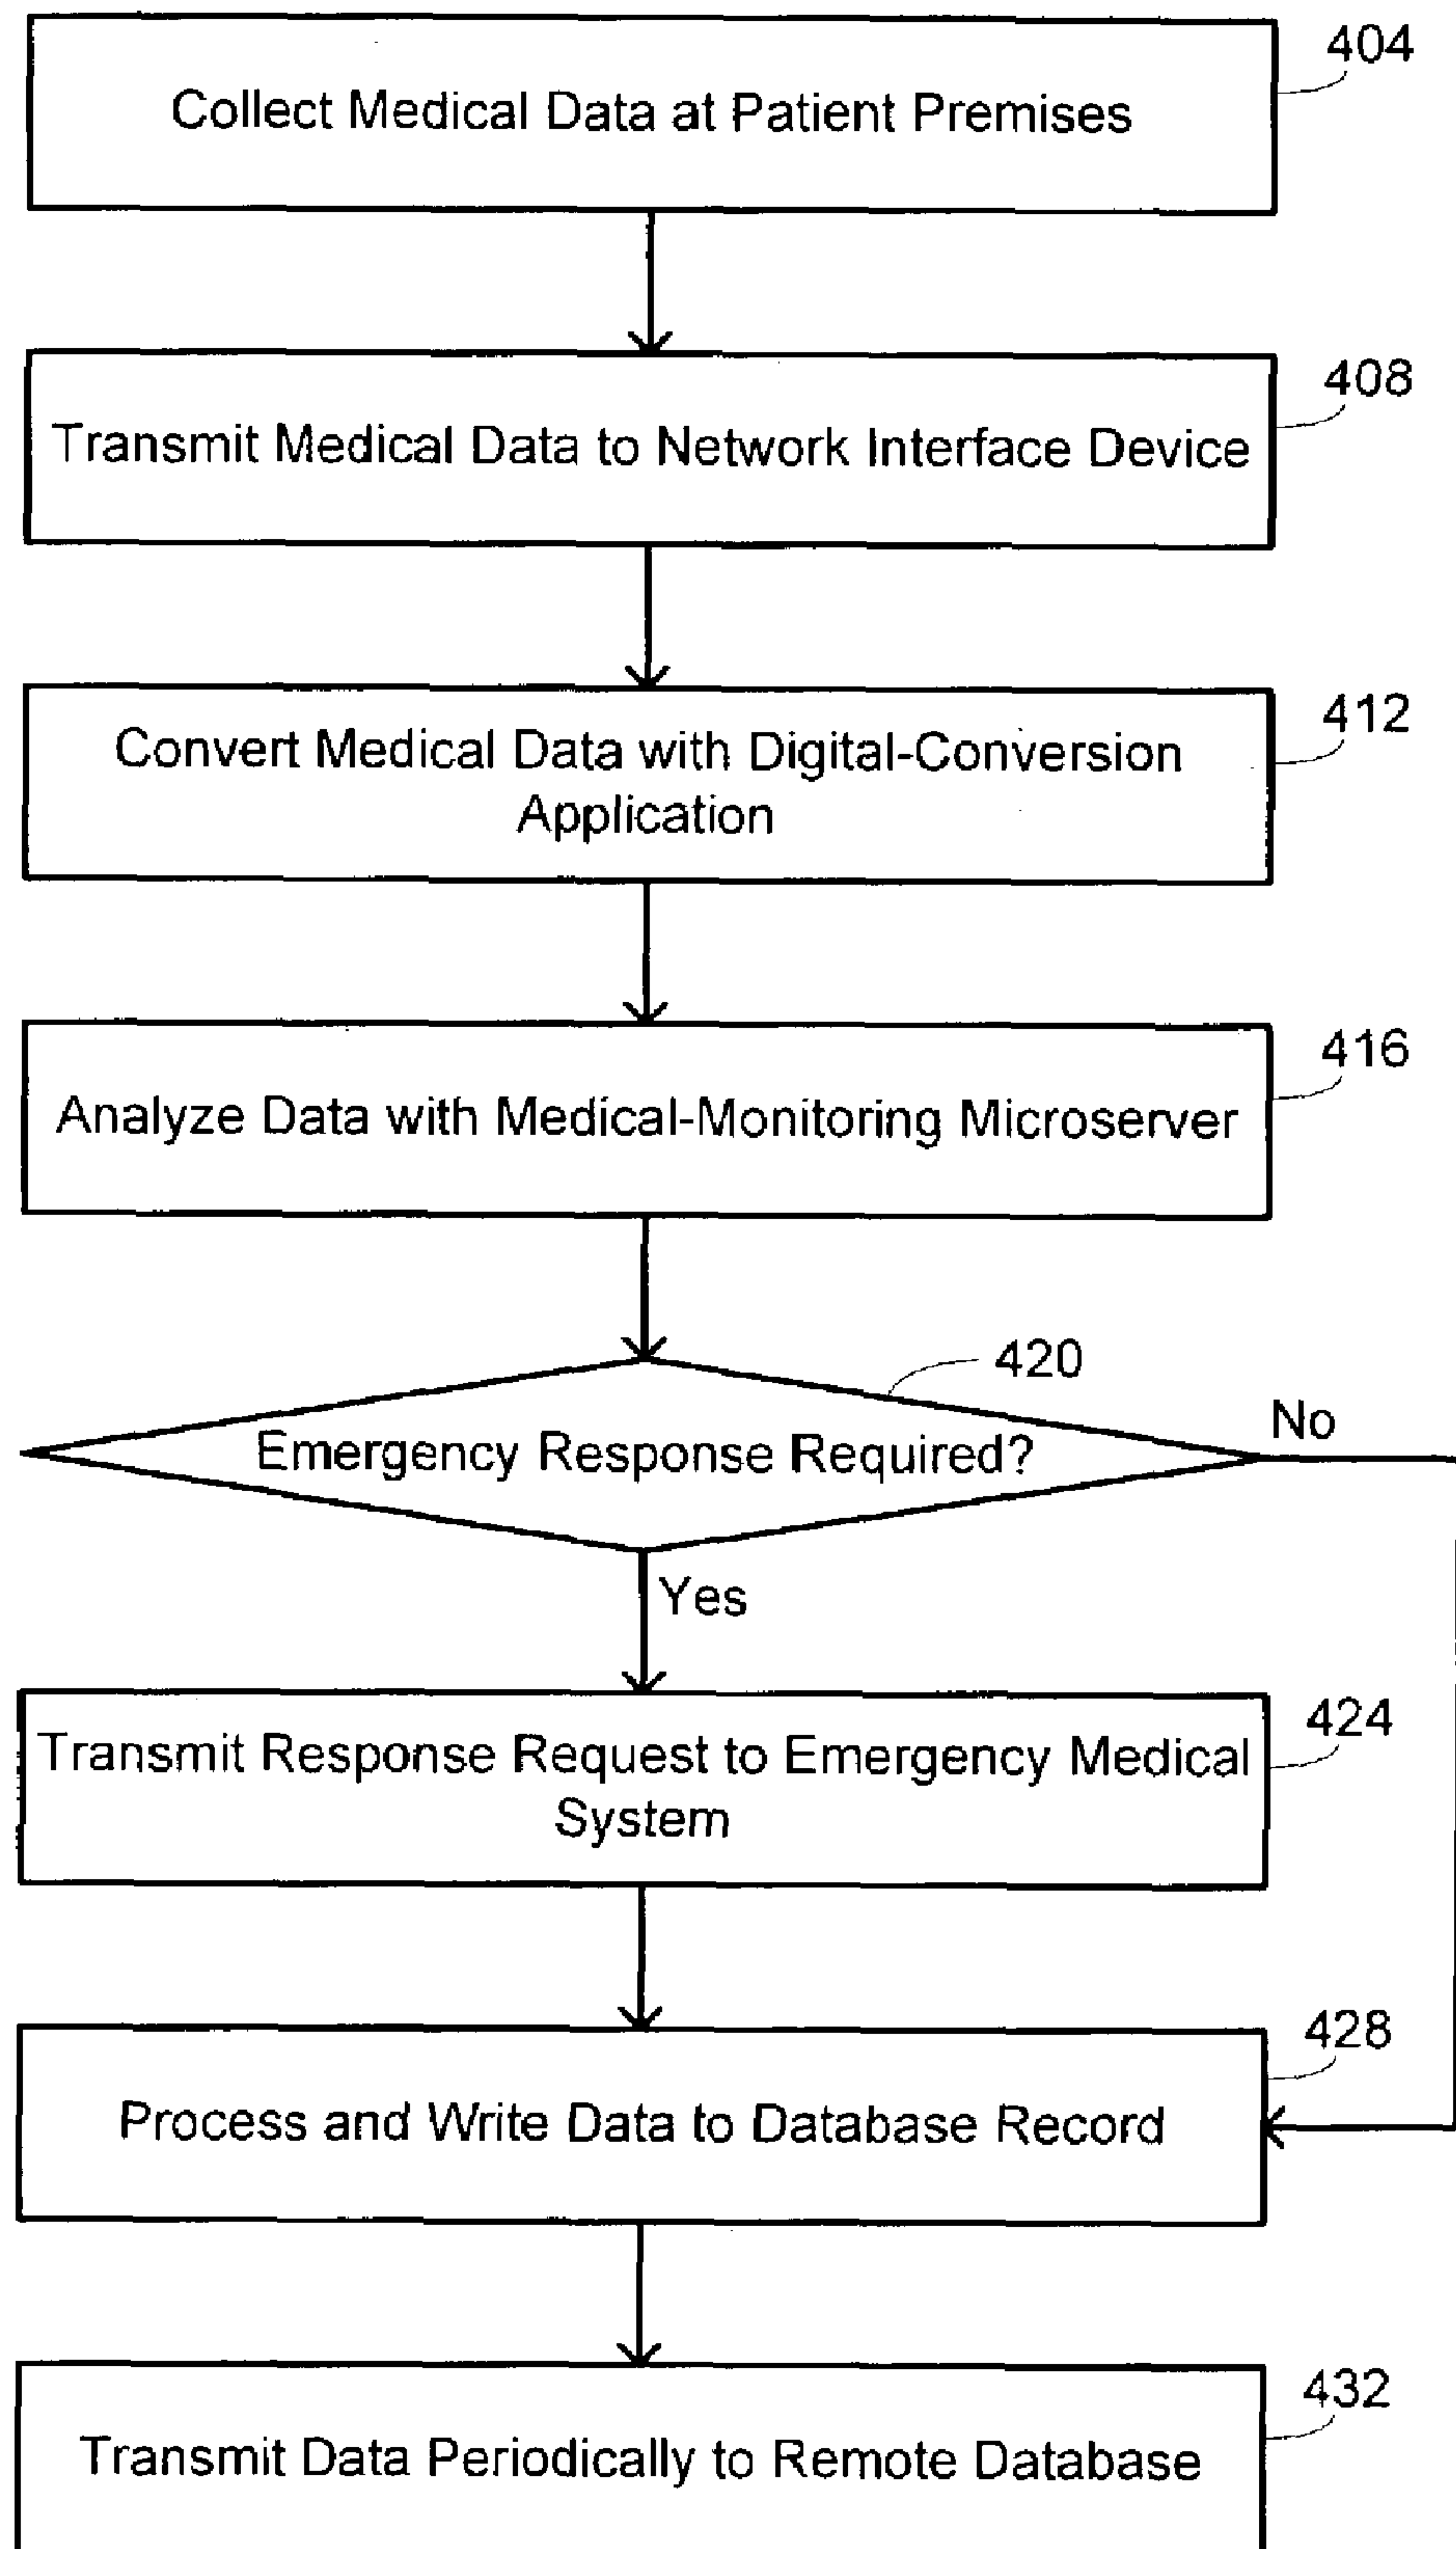 404
Collect Medical Data at Patient Premises
408
Transmit Medical Data to Network Interface Device
412
Convert Medical Data with Digital-Conversion
Application
416
Analyze Data with Medical-Monitoring Microserver
420
No
Emergency Response Required?
Yes
424
Transmit Response Request to Emergency Medical
System
428
Process and Write Data to Database Record
432
Transmit Data Periodically to Remote Database